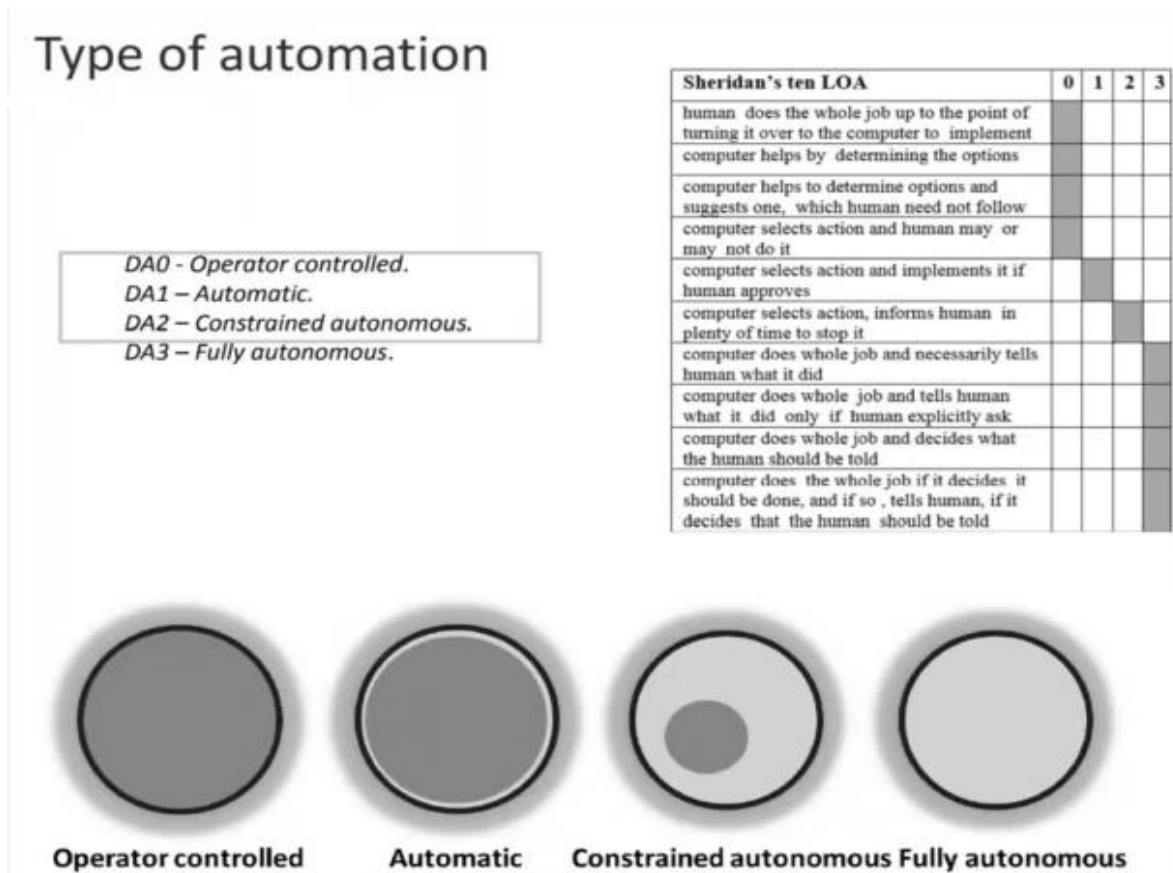 Type of automation
DA0 - Operator controlled.
DA1 – Automatic.
DA2 – Constrained autonomous.
DA3 – Fully autonomous.
Sheridan's ten LOA 0 1 2 3
human does the whole job up to the point of
turning it over to the computer to implement
computer helps by determining the options
computer helps to determine options and
suggests one, which human need not follow
computer selects action and human may or
may not do it
computer selects action and implements it if
human approves
computer selects action, informs human in
plenty of time to stop it
computer does whole job and necessarily tells
human what it did
computer does whole job and tells human
what it did only if human explicitly ask
computer does whole job and decides what
the human should be told
computer does the whole job if it decides it
should be done, and if so , tells human, if it
decides that the human should be told
Operator controlled Automatic Constrained autonomous Fully autonomous